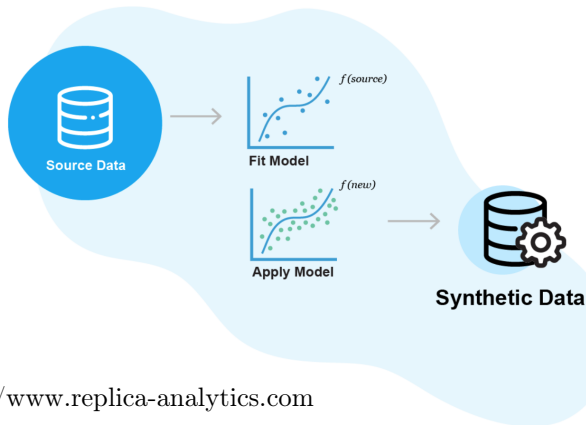 f(source)
Source Data
Fit Model
f(new)
Apply Model
Synthetic Data
/www.replica-analytics.com